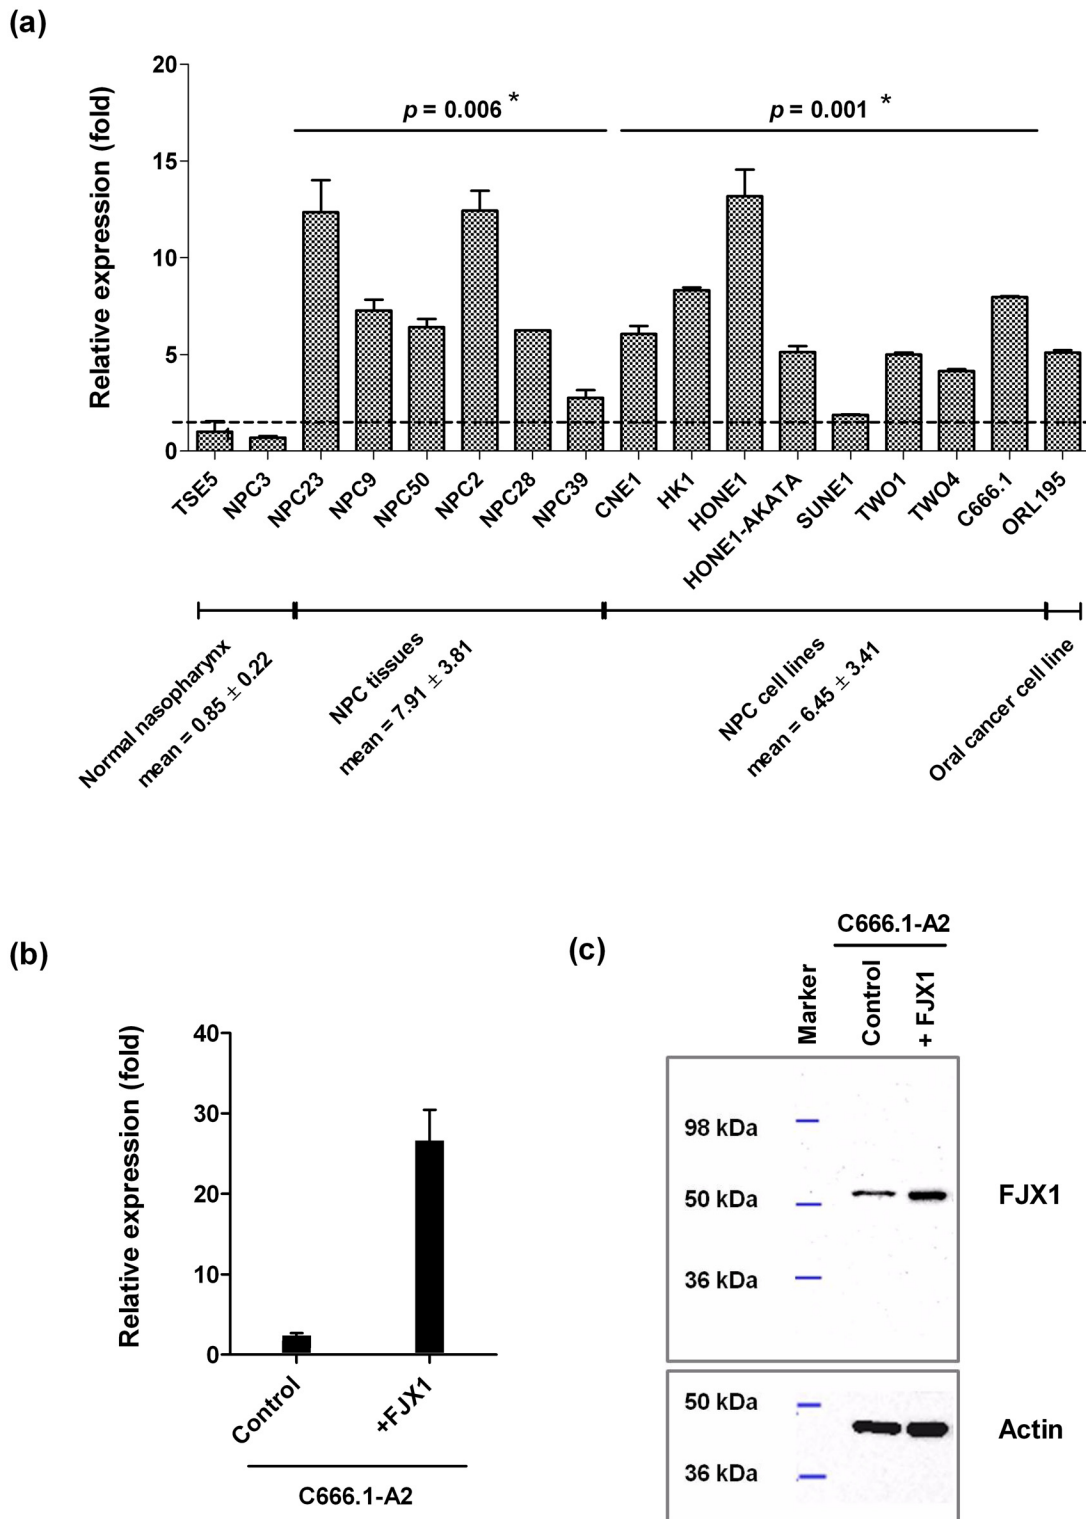 (a)
Relative expression (fold)
20
15
10
5
0
p = 0.006 *
p = 0.001 *
TSE5
NPC3
NPC23
NPC9
NPC50
NPC2
NPC28
NPC39
CNE1
HK1
HONE1
HONE1-AKATA
SUNE1
TWO1
TWO4
C666.1
ORL195
Normal nasopharynx
mean = 0.85 ± 0.22
NPC tissues
mean = 7.91 ± 3.81
NPC cell lines
mean = 6.45 ± 3.41
Oral cancer cell line
(b)
Relative expression (fold)
40
30
20
10
0
Control
+FJX1
C666.1-A2
(c)
C666.1-A2
Marker
Control
+ FJX1
98 kDa
50 kDa
36 kDa
FJX1
50 kDa
36 kDa
Actin